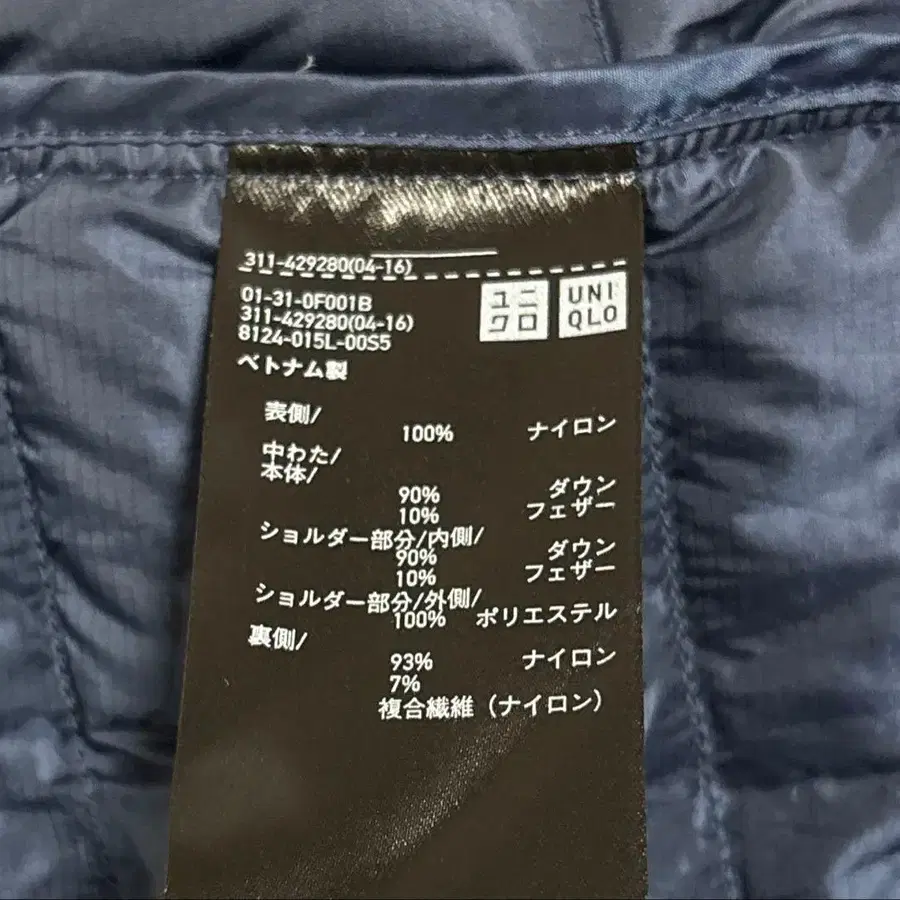 311-429280(04-16)
01-31-0F001B
311-429280(04-16)
8124-015L-00S5
ユニ
クロ
UNI
QLO
ベトナム製
表側/
100% ナイロン
中わた/
本体/
90% ダウン
10% フェザー
ショルダー部分/内側/
90% ダウン
10% フェザー
ショルダー部分/外側/
100% ポリエステル
裏側/
93% ナイロン
7%
複合繊維（ナイロン）